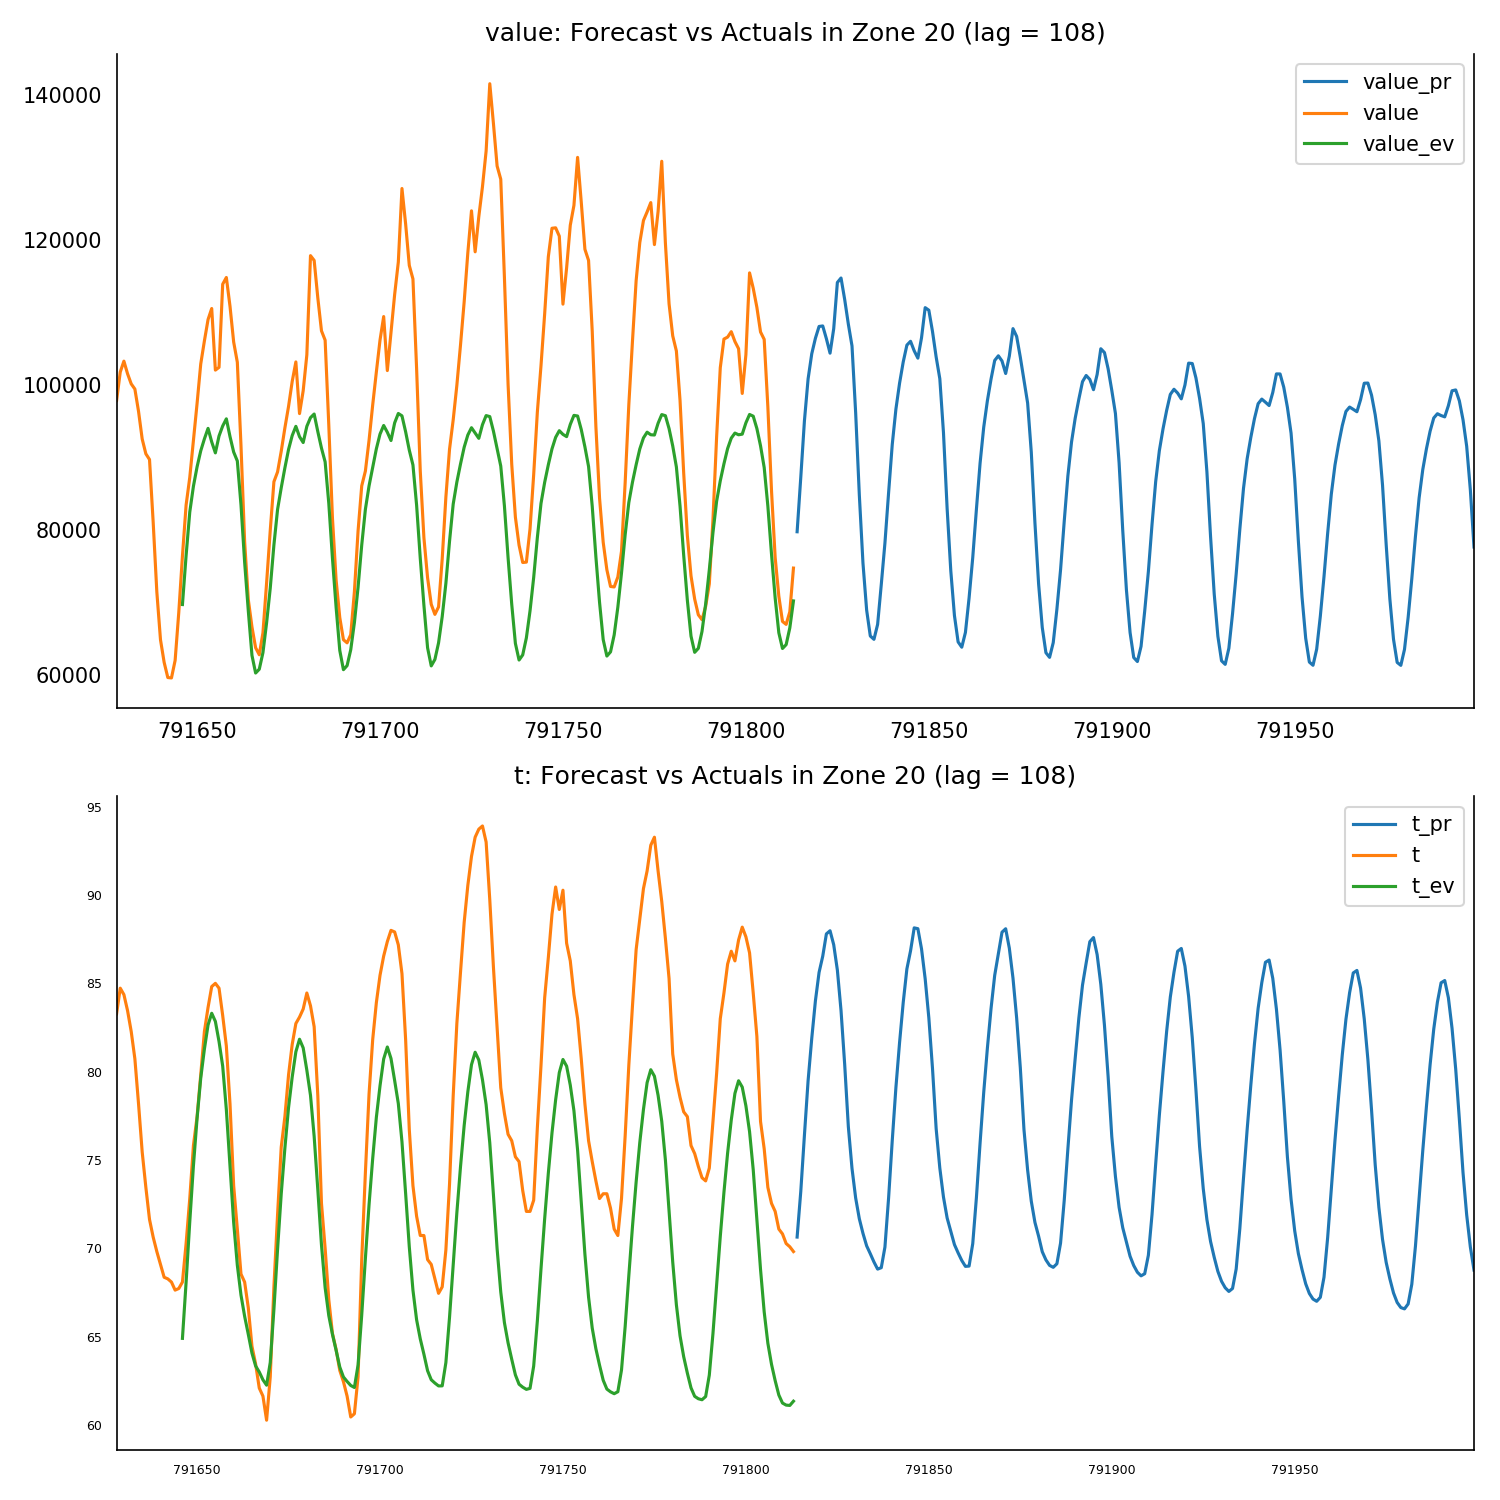 value: Forecast vs Actuals in Zone 20 (lag = 108)
140000
120000
100000
80000
60000
value_pr
value
value_ev
791650 791700 791750 791800 791850 791900 791950
t: Forecast vs Actuals in Zone 20 (lag = 108)
95
90
85
80
75
70
65
60
t_pr
t
t_ev
791650 791700 791750 791800 791850 791900 791950